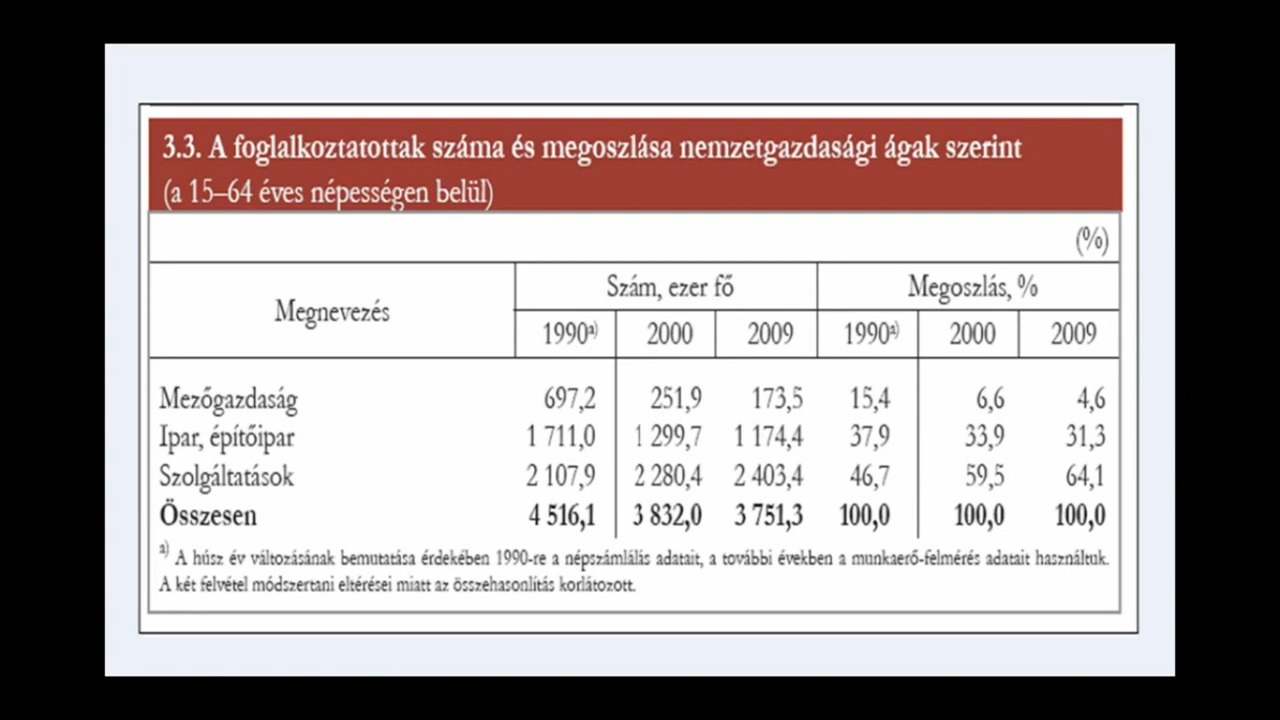 3.3. A foglalkoztatottak száma és megoszlása nemzetgazdasági ágak szerint
(a 15–64 éves népességen belül)
(%)
Megnevezés Szám, ezer fő Megoszlás, %
1990a) 2000 2009 1990a) 2000 2009
Mezőgazdaság 697,2 251,9 173,5 15,4 6,6 4,6
Ipar, építőipar 1 711,0 1 299,7 1 174,4 37,9 33,9 31,3
Szolgáltatások 2 107,9 2 280,4 2 403,4 46,7 59,5 64,1
Összesen 4 516,1 3 832,0 3 751,3 100,0 100,0 100,0
a) A húsz év változásának bemutatása érdekében 1990-re a népszámlálás adatait, a további években a munkaerő-felmérés adatait használtuk.
A két felvétel módszertani eltérései miatt az összehasonlítás korlátozott.